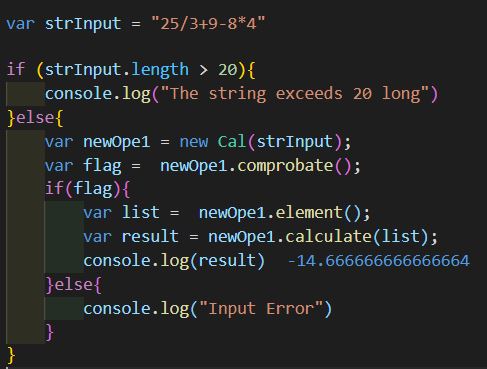 var strInput = "25/3+9-8*4"
if (strInput.length > 20){
console.log("The string exceeds 20 long")
}else{
var newOpe1 = new Cal(strInput);
var flag =  newOpe1.comprobate();
if(flag){
var list =  newOpe1.element();
var result = newOpe1.calculate(list);
console.log(result)  -14.666666666666664
}else{
console.log("Input Error")
}
}